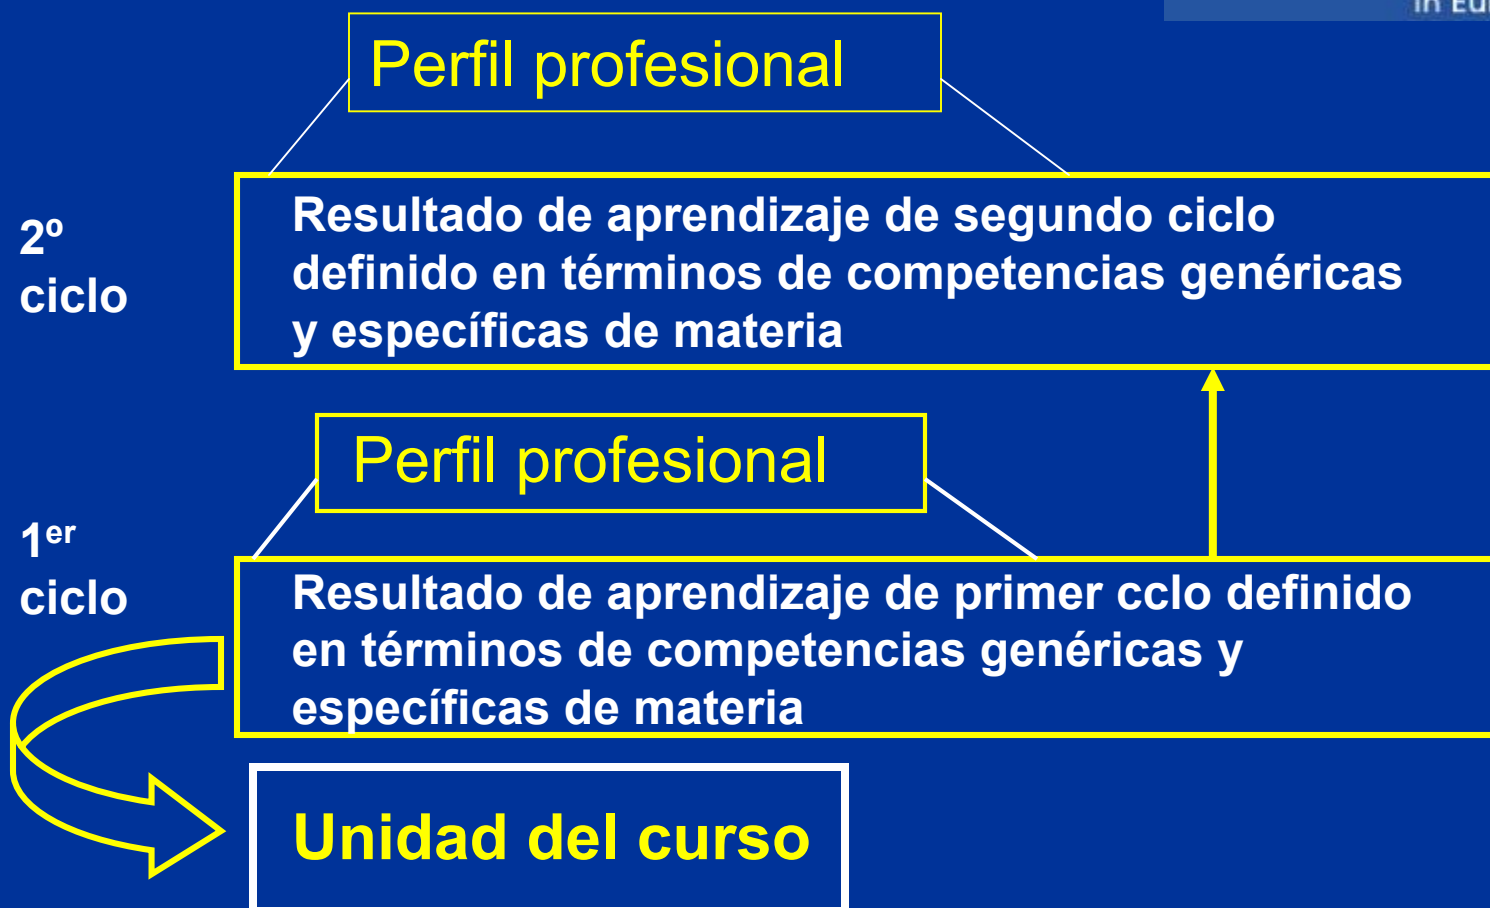 in Eu
Perfil profesional
2º
ciclo
Resultado de aprendizaje de segundo ciclo
definido en términos de competencias genéricas
y específicas de materia
Perfil profesional
1er
ciclo
Resultado de aprendizaje de primer cclo definido
en términos de competencias genéricas y
específicas de materia
Unidad del curso